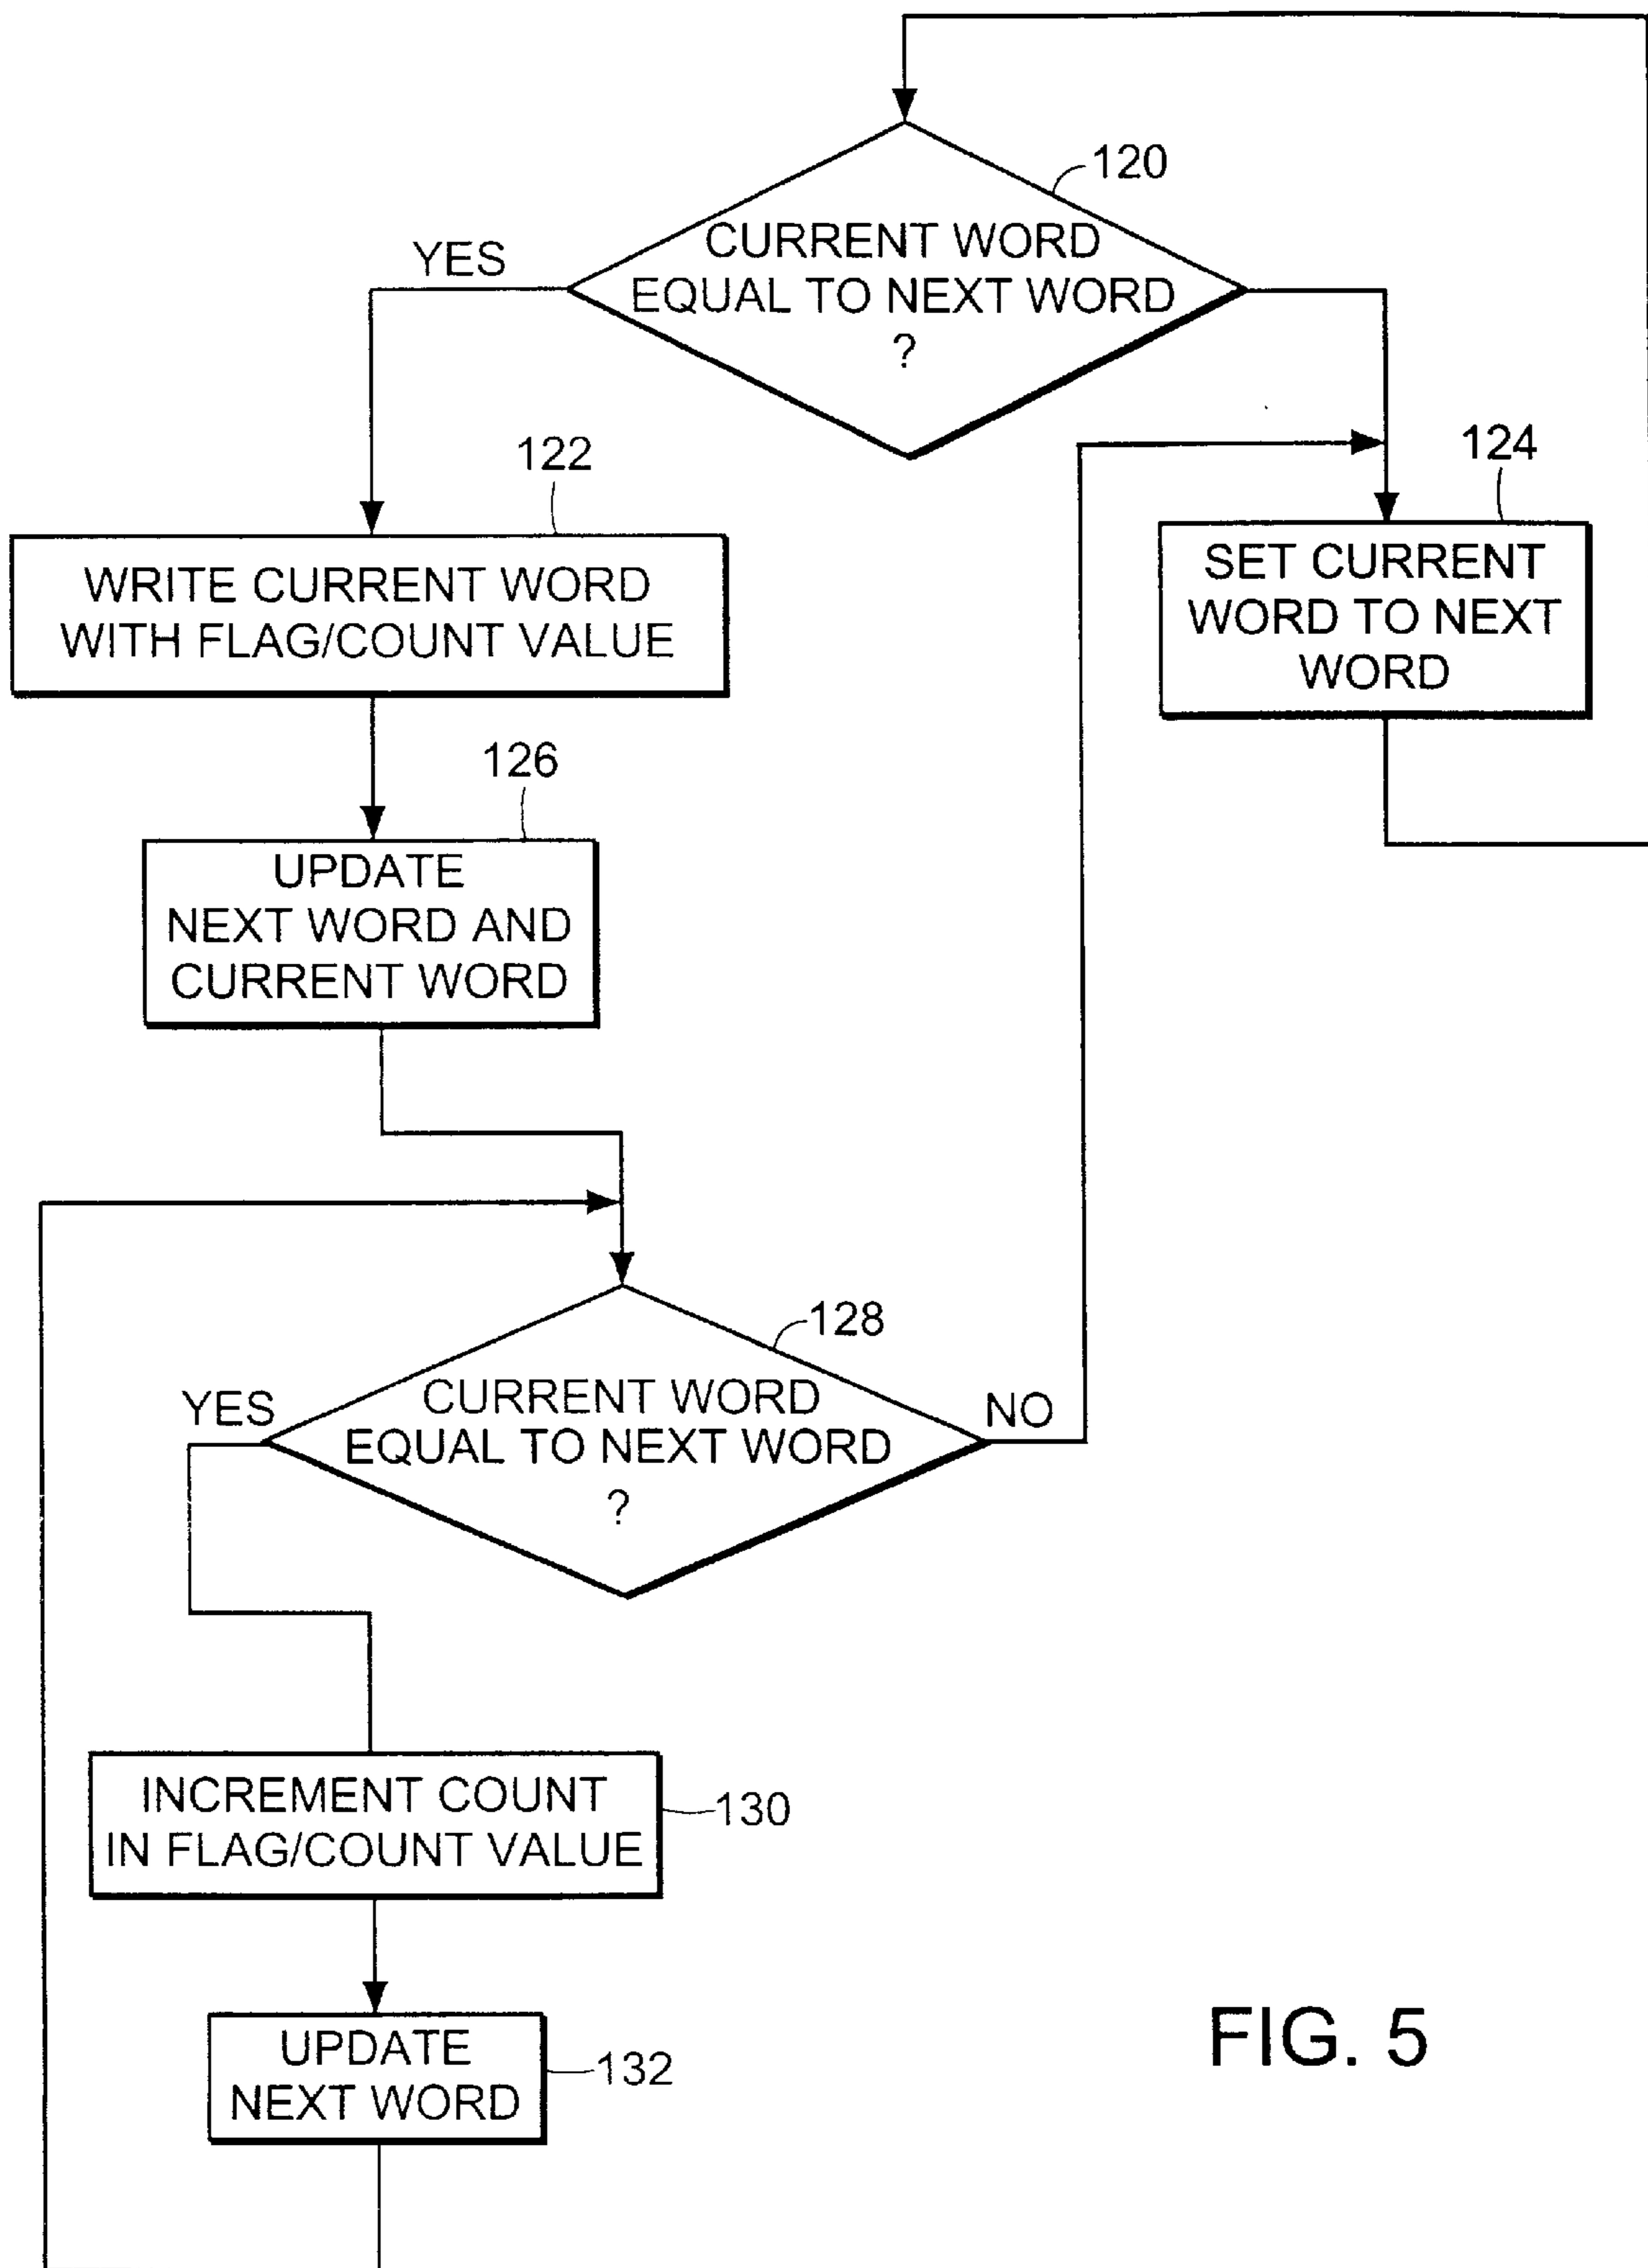 120
CURRENT WORD
EQUAL TO NEXT WORD
?
YES
122
WRITE CURRENT WORD
WITH FLAG/COUNT VALUE
124
SET CURRENT
WORD TO NEXT
WORD
126
UPDATE
NEXT WORD AND
CURRENT WORD
128
CURRENT WORD
EQUAL TO NEXT WORD
?
YES
NO
INCREMENT COUNT
IN FLAG/COUNT VALUE
130
UPDATE
NEXT WORD
132
FIG. 5